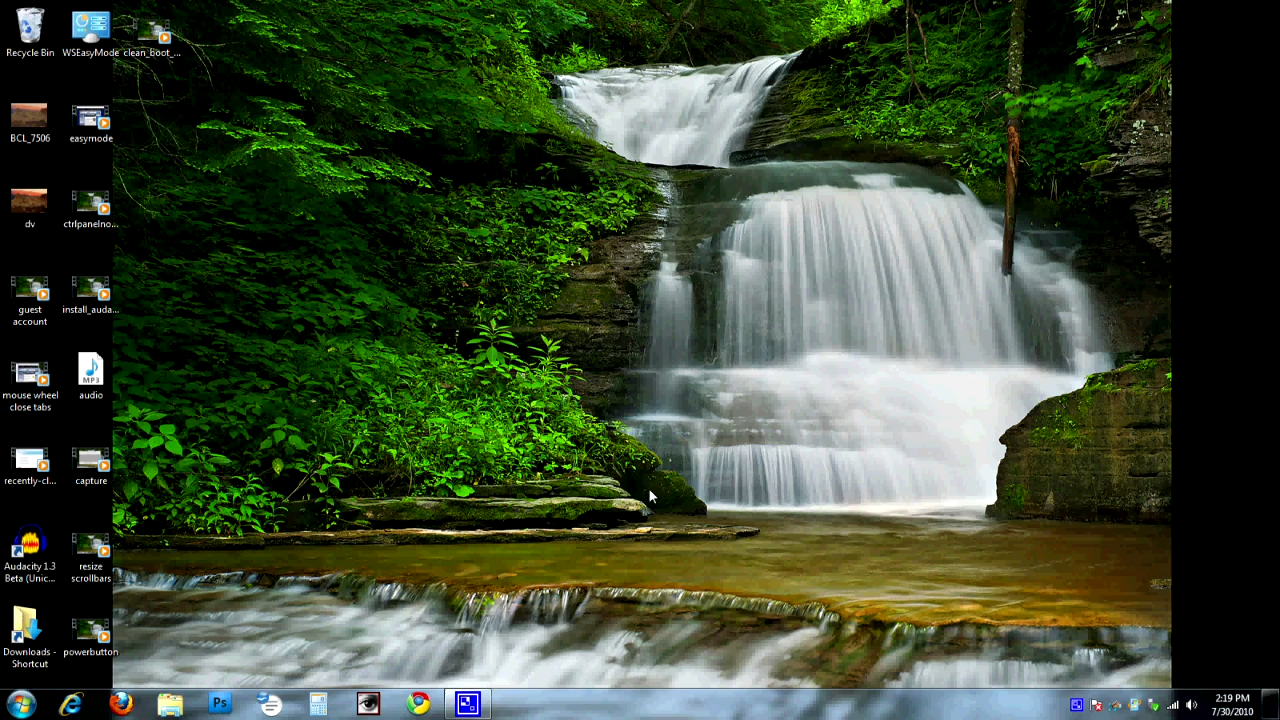 Recycle Bin
WSEasyMode
clean_boot_...
BCL_7506
easymode
dv
ctrlpanelno...
guest
account
install_auda...
mouse wheel
close tabs
MP3
audio
recently-cl...
capture
Audacity 1.3
Beta (Unic...
resize
scrollbars
Downloads -
Shortcut
powerbutton
Ps
2:19 PM
7/30/2010